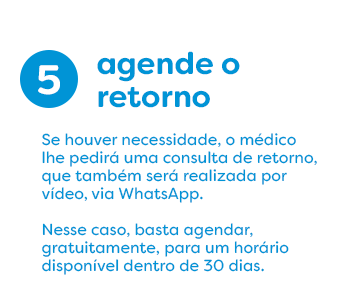 5
agende o
retorno
Se houver necessidade, o médico
lhe pedirá uma consulta de retorno,
que também será realizada por
vídeo, via WhatsApp.
Nesse caso, basta agendar,
gratuitamente, para um horário
disponível dentro de 30 dias.